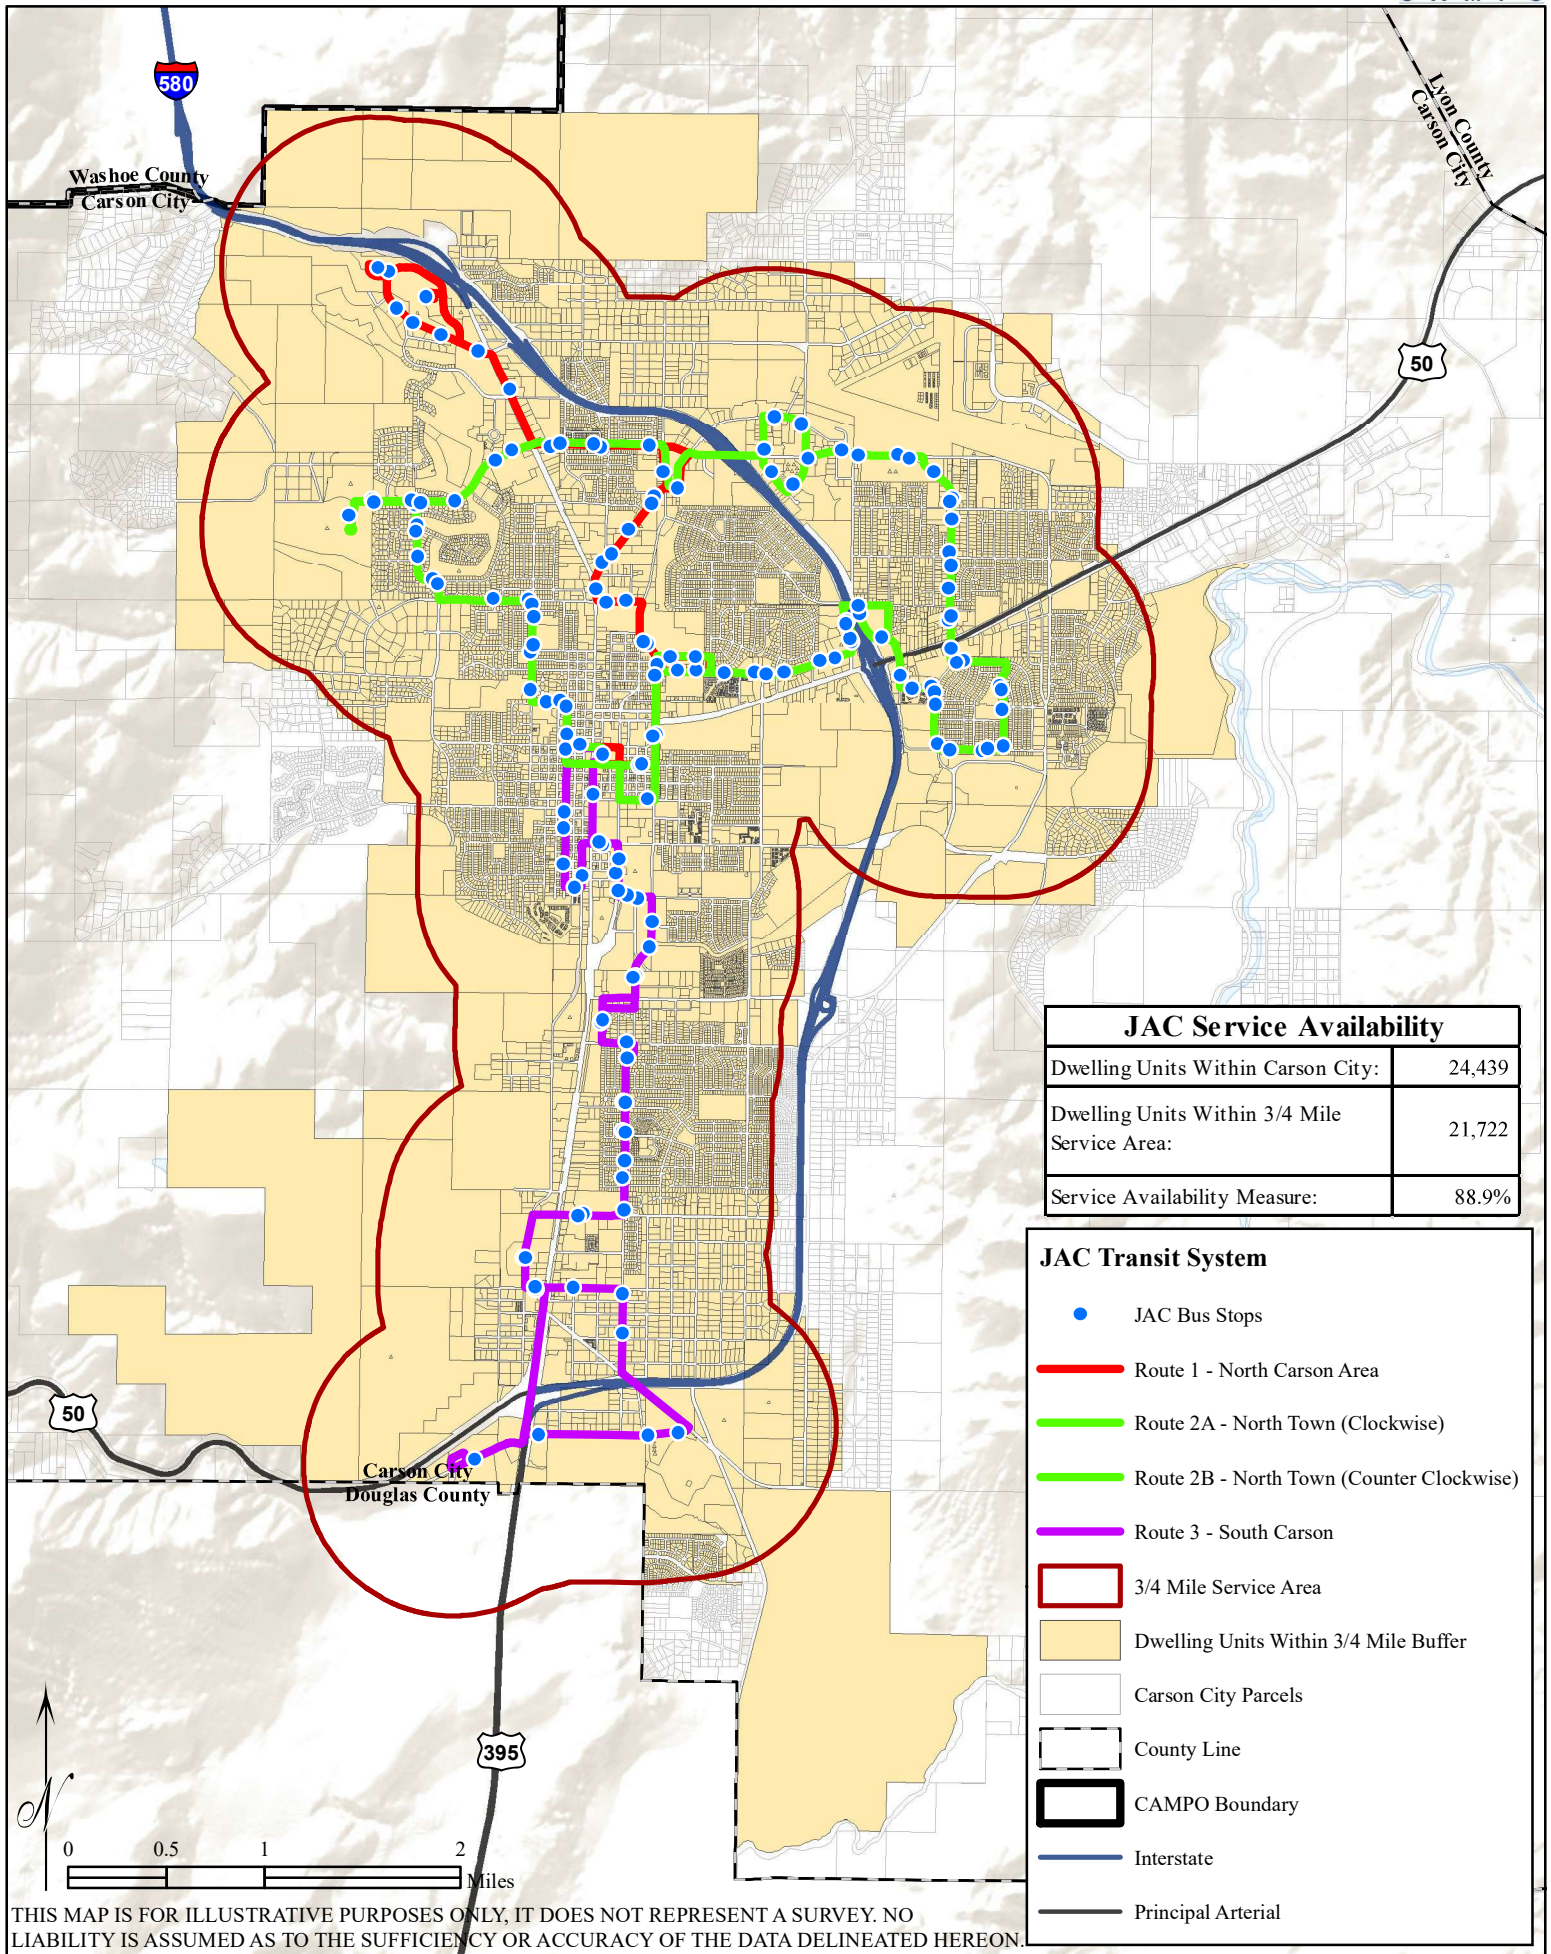 580
Washoe County
Carson City
Lyon County
Carson City
50
JAC Service Availability
Dwelling Units Within Carson City: 24,439
Dwelling Units Within 3/4 Mile
Service Area: 21,722
Service Availability Measure: 88.9%
JAC Transit System
JAC Bus Stops
Route 1 - North Carson Area
Route 2A - North Town (Clockwise)
Route 2B - North Town (Counter Clockwise)
Route 3 - South Carson
3/4 Mile Service Area
Dwelling Units Within 3/4 Mile Buffer
Carson City Parcels
County Line
CAMPO Boundary
Interstate
Principal Arterial
50
Carson City
Douglas County
395
N
0 0.5 1 2
Miles
THIS MAP IS FOR ILLUSTRATIVE PURPOSES ONLY, IT DOES NOT REPRESENT A SURVEY. NO
LIABILITY IS ASSUMED AS TO THE SUFFICIENCY OR ACCURACY OF THE DATA DELINEATED HEREON.